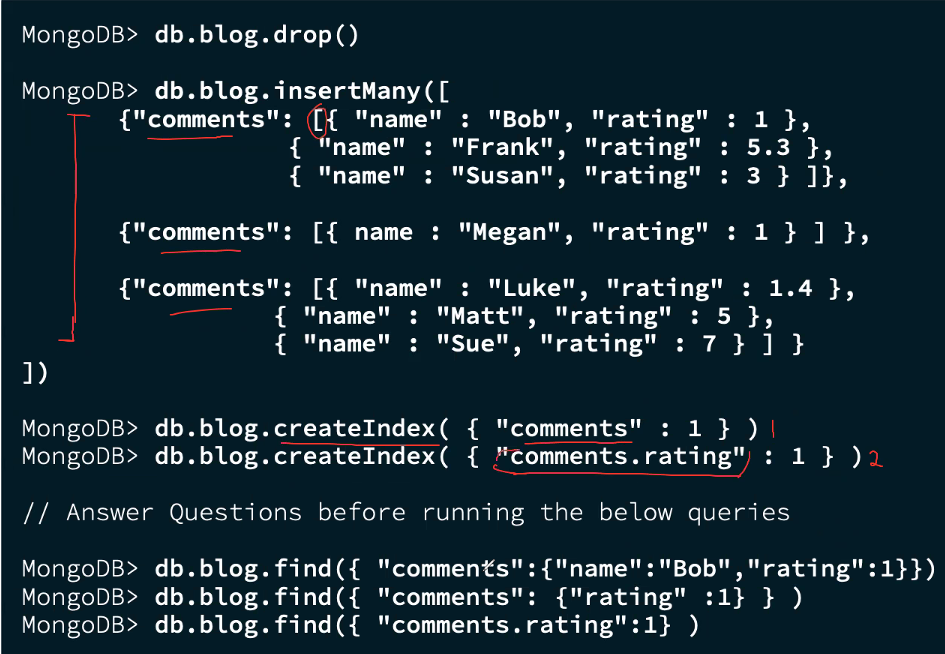 MongoDB> db.blog.drop()
MongoDB> db.blog.insertMany([
{"comments": [{ "name" : "Bob", "rating" : 1 },
{ "name" : "Frank", "rating" : 5.3 },
{ "name" : "Susan", "rating" : 3 } ]},
{"comments": [{ name : "Megan", "rating" : 1 } ] },
{"comments": [{ "name" : "Luke", "rating" : 1.4 },
{ "name" : "Matt", "rating" : 5 },
{ "name" : "Sue", "rating" : 7 } ] }
])
MongoDB> db.blog.createIndex( { "comments" : 1 } ) 1
MongoDB> db.blog.createIndex( { "comments.rating" : 1 } ) 2
// Answer Questions before running the below queries
MongoDB> db.blog.find({ "comments":{"name":"Bob","rating":1}})
MongoDB> db.blog.find({ "comments": {"rating" :1} } )
MongoDB> db.blog.find({ "comments.rating":1} )